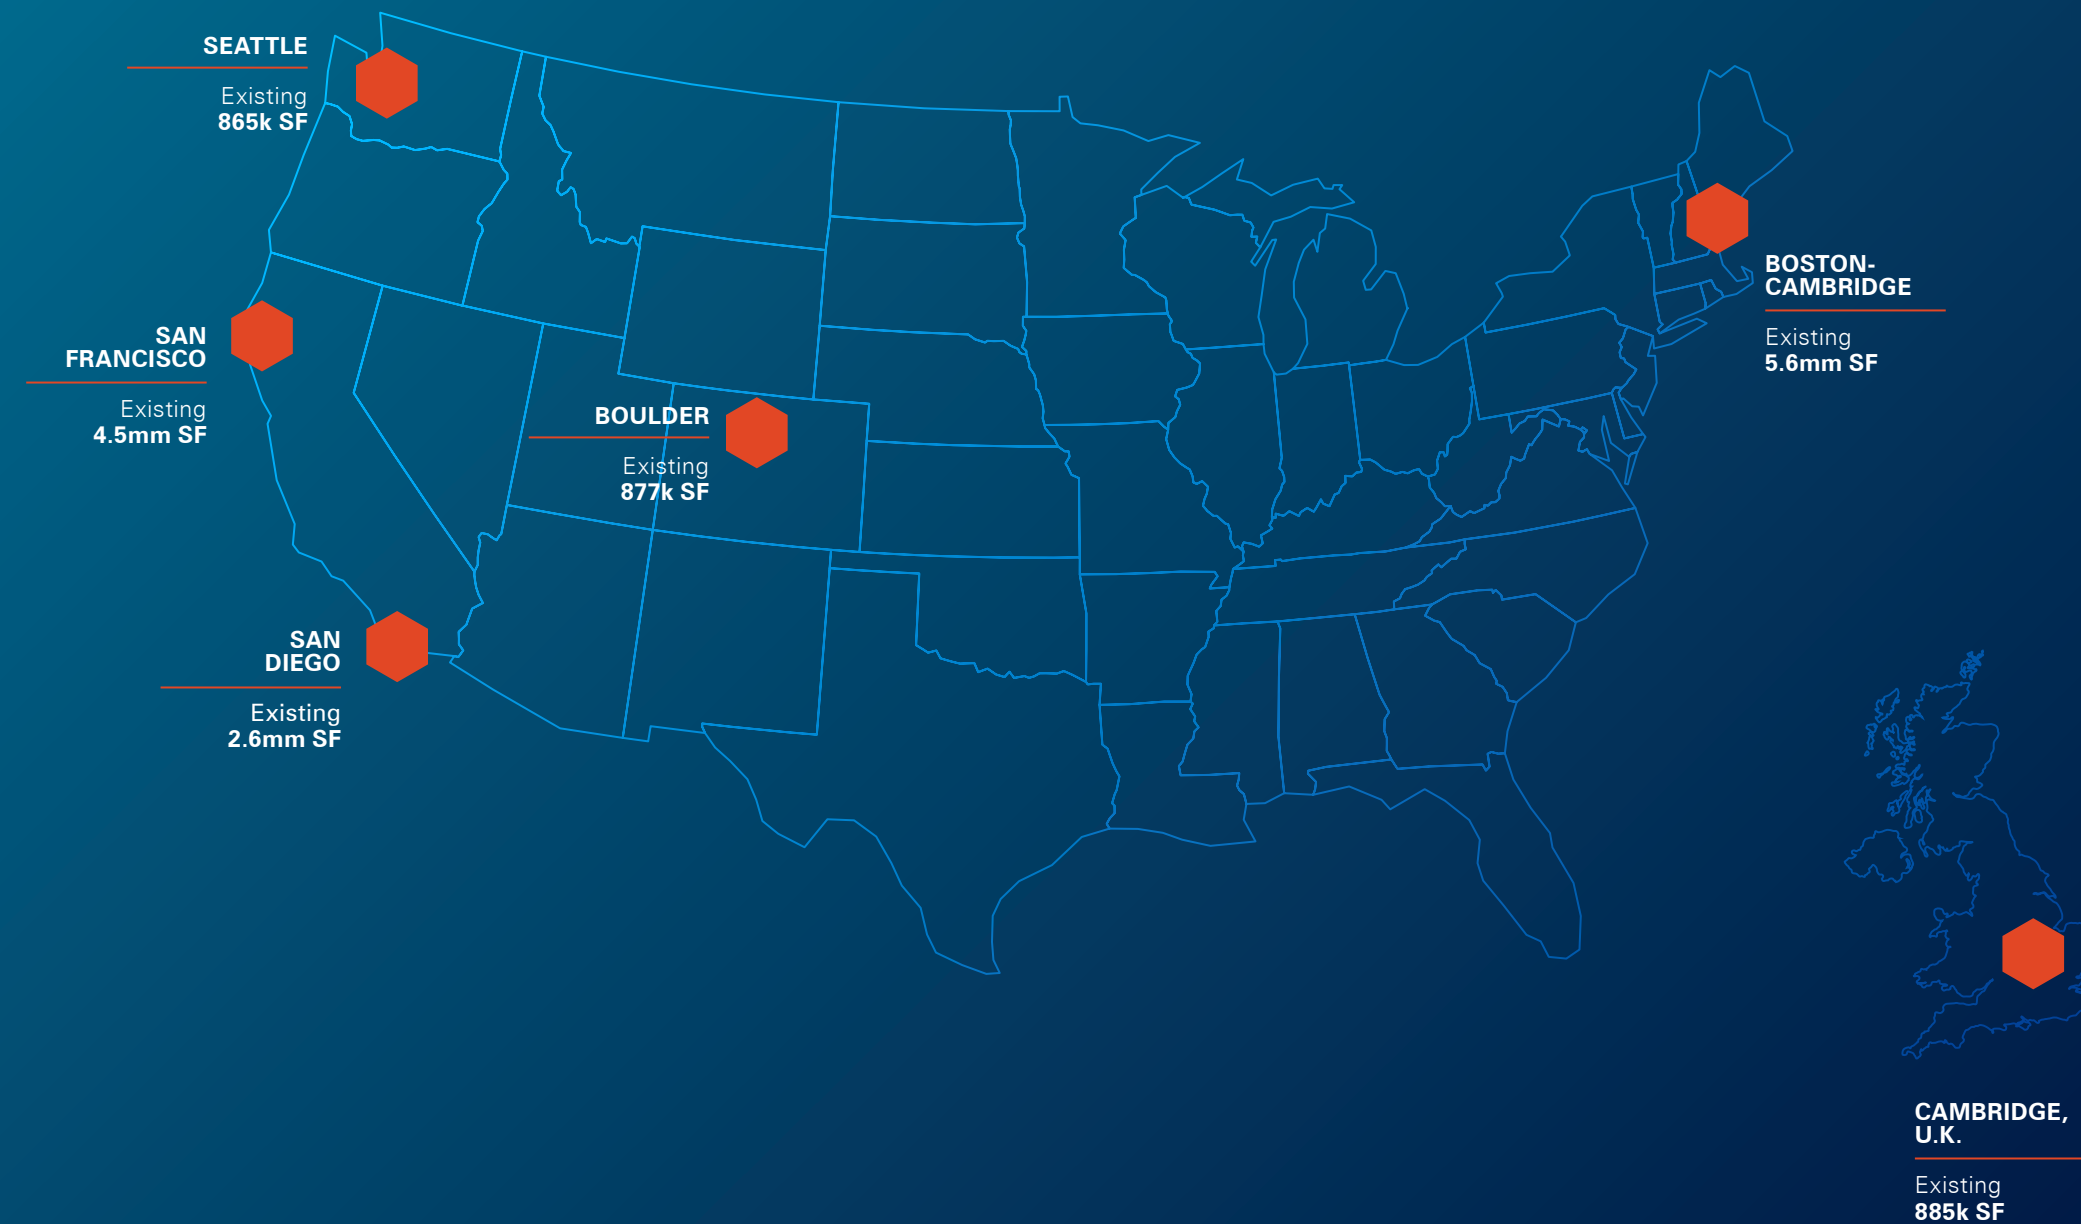 SEATTLE
Existing
865k SF
BOSTON-
CAMBRIDGE
Existing
5.6mm SF
SAN
FRANCISCO
Existing
4.5mm SF
BOULDER
Existing
877k SF
SAN
DIEGO
Existing
2.6mm SF
CAMBRIDGE,
U.K.
Existing
885k SF